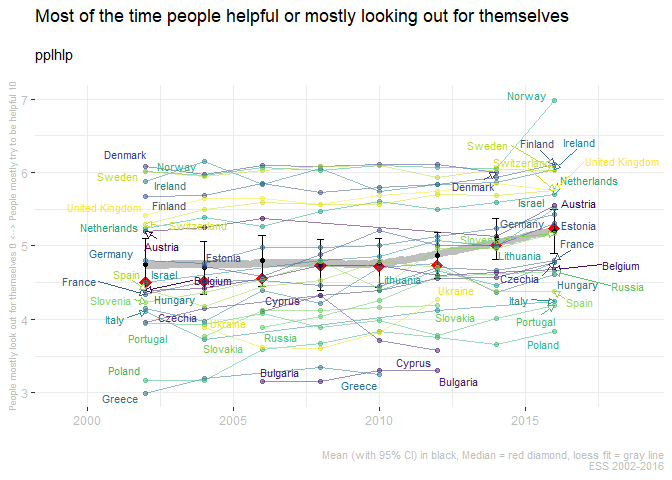 Most of the time people helpful or mostly looking out for themselves
pplhlp
People mostly look out for themselves 0 <--> People mostly try to be helpful 10
7
6
5
4
3
Norway
Finland
Ireland
Sweden
Denmark
Switzerland
United Kingdom
Norway
Sweden
Netherlands
Ireland
Denmark
Finland
Israel
Austria
United Kingdom
Switzerland
Netherlands
Germany
Estonia
Slovenia
Austria
France
Germany
Estonia
Lithuania
Belgium
Spain
Israel
France
Belgium
Lithuania
Czechia
Hungary
Russia
Ukraine
Slovenia
Hungary
Cyprus
Italy
Spain
Italy
Czechia
Ukraine
Slovakia
Portugal
Portugal
Slovakia
Russia
Poland
Cyprus
Poland
Bulgaria
Bulgaria
Greece
Greece
2000
2005
2010
2015
Mean (with 95% CI) in black, Median = red diamond, loess fit = gray line
ESS 2002-2016